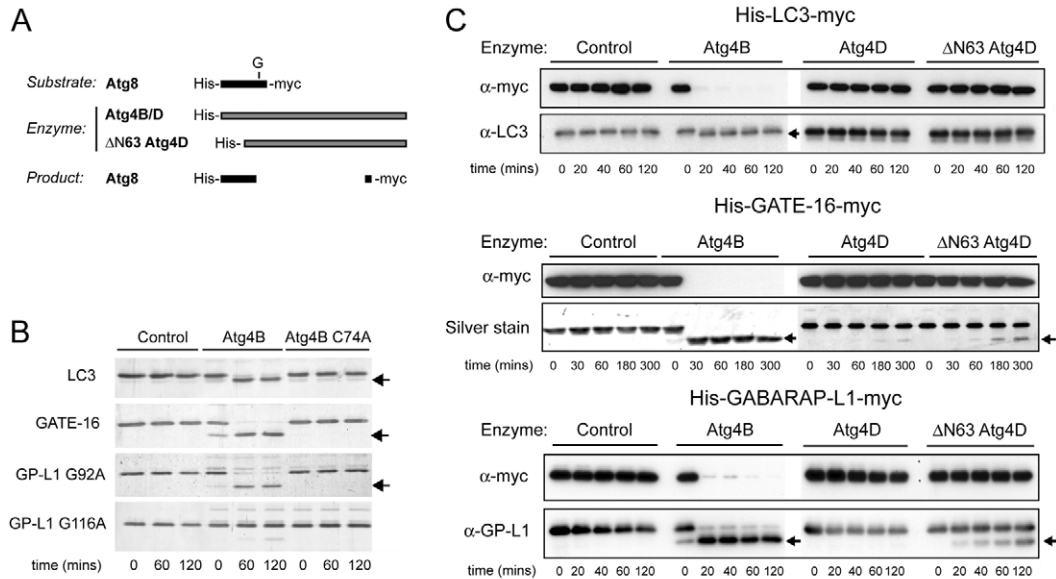 A
G
Substrate: Atg8 His- -myc
Atg4B/D His-
Enzyme:
ΔN63 Atg4D His-
Product: Atg8 His- -myc
B
Control Atg4B Atg4B C74A
LC3
GATE-16
GP-L1 G92A
GP-L1 G116A
time (mins) 0 60 120 0 60 120 0 60 120
C
His-LC3-myc
Enzyme: Control Atg4B Atg4D ΔN63 Atg4D
α-myc
α-LC3
time (mins) 0 20 40 60 120 0 20 40 60 120 0 20 40 60 120 0 20 40 60 120
His-GATE-16-myc
Enzyme: Control Atg4B Atg4D ΔN63 Atg4D
α-myc
Silver stain
time (mins) 0 30 60 180 300 0 30 60 180 300 0 30 60 180 300 0 30 60 180 300
His-GABARAP-L1-myc
Enzyme: Control Atg4B Atg4D ΔN63 Atg4D
α-myc
α-GP-L1
time (mins) 0 20 40 60 120 0 20 40 60 120 0 20 40 60 120 0 20 40 60 120